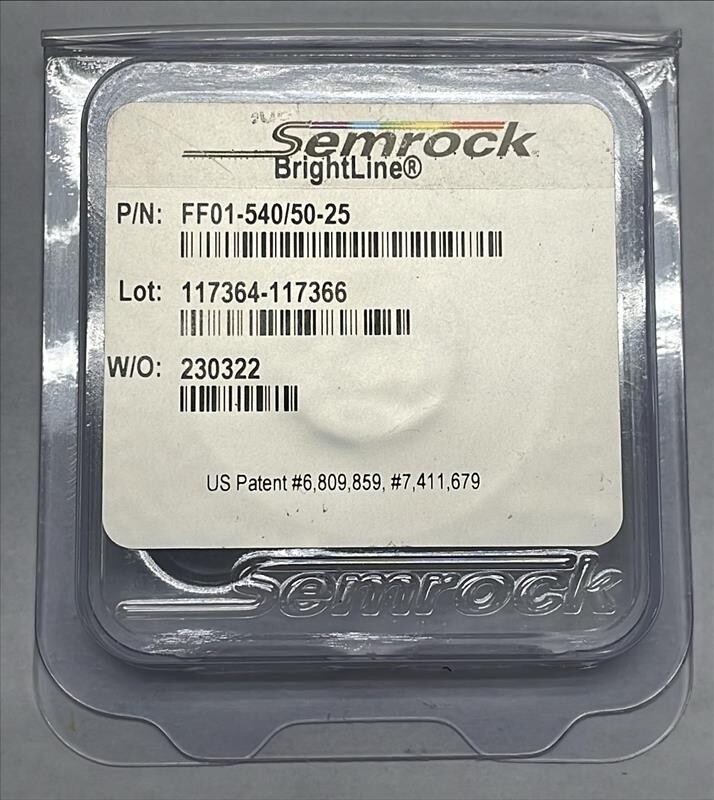 Semrock
BrightLine®
P/N: FF01-540/50-25
Lot: 117364-117366
W/O: 230322
US Patent #6,809,859, #7,411,679
Semrock